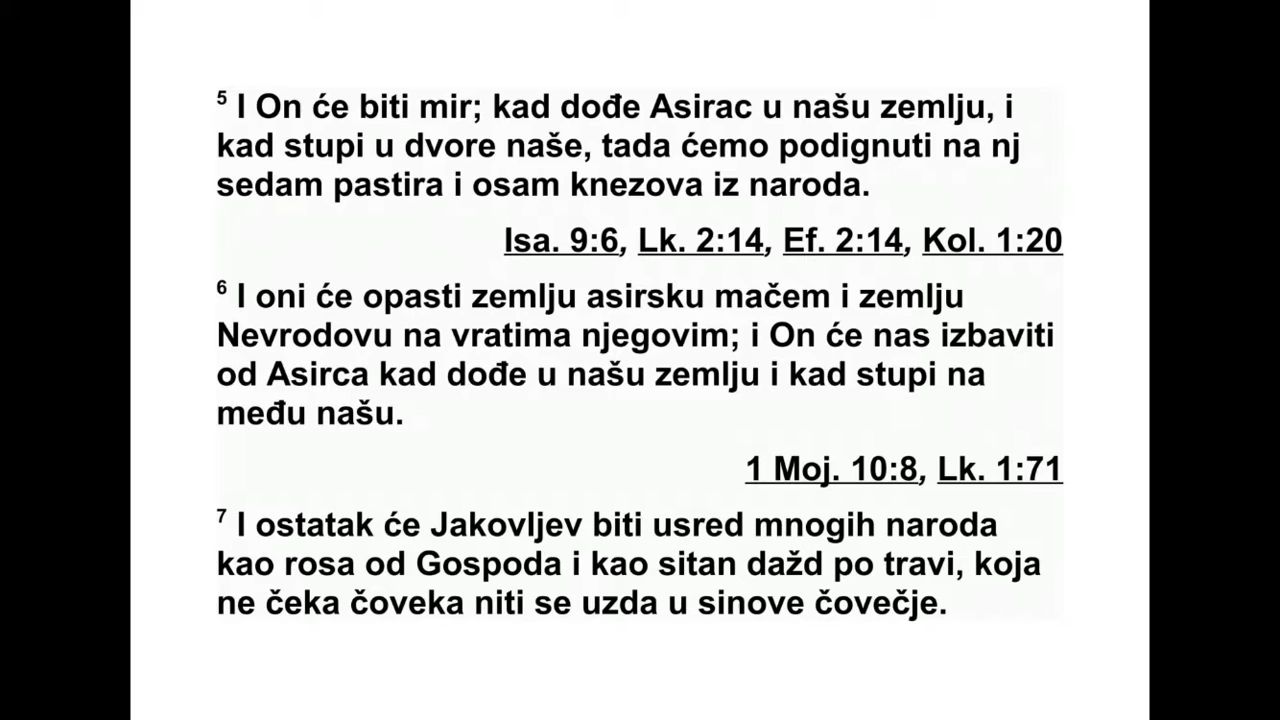 5 I On će biti mir; kad dođe Asirac u našu zemlju, i
kad stupi u dvore naše, tada ćemo podignuti na nj
sedam pastira i osam knezova iz naroda.
Isa. 9:6, Lk. 2:14, Ef. 2:14, Kol. 1:20
6 I oni će opasti zemlju asirsku mačem i zemlju
Nevrodovu na vratima njegovim; i On će nas izbaviti
od Asirca kad dođe u našu zemlju i kad stupi na
među našu.
1 Moj. 10:8, Lk. 1:71
7 I ostatak će Jakovljev biti usred mnogih naroda
kao rosa od Gospoda i kao sitan dažd po travi, koja
ne čeka čoveka niti se uzda u sinove čovečje.